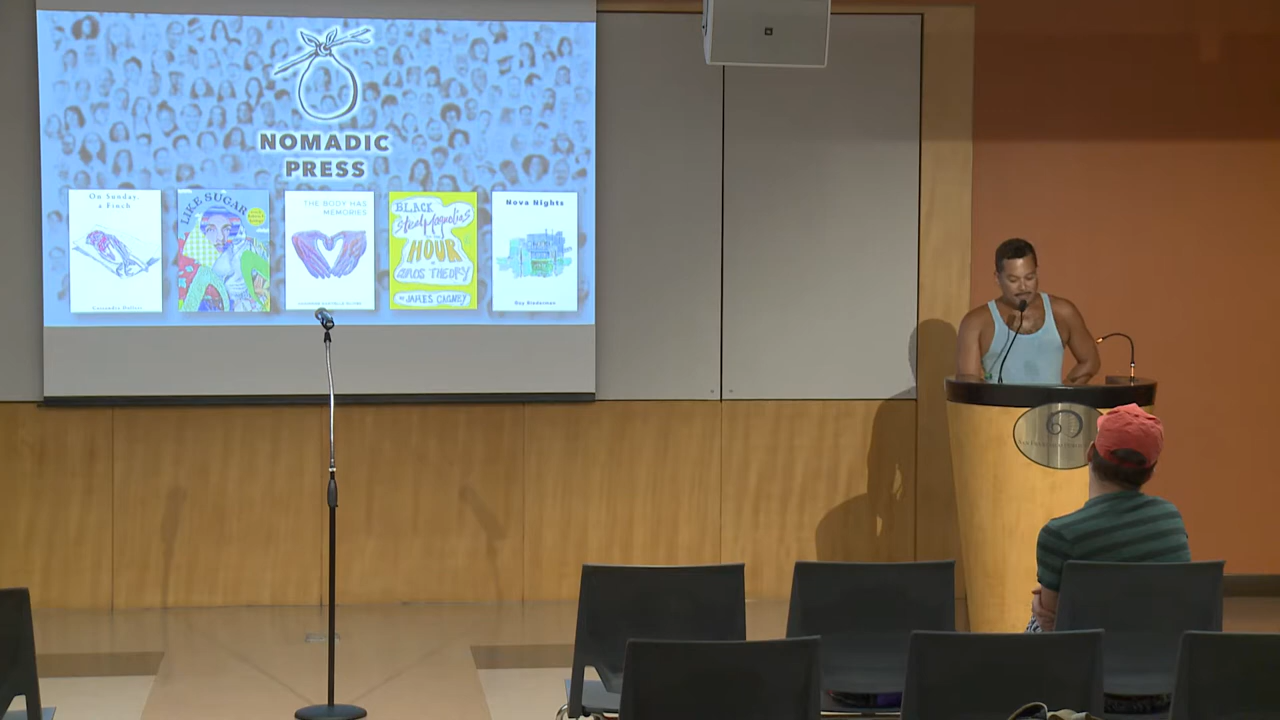 NOMADIC
PRESS
On Sunday,
a Finch
LIKE SUGAR
THE BODY HAS
MEMORIES
BLACK
Steel Magnolias
HOUR
CHAOS THEORY
by JAMES CAGNEY
Nova Nights